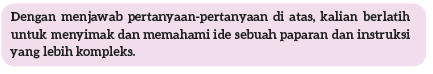 Dengan menjawab pertanyaan-pertanyaan di atas, kalian berlatih
untuk menyimak dan memahami ide sebuah paparan dan instruksi
yang lebih kompleks.